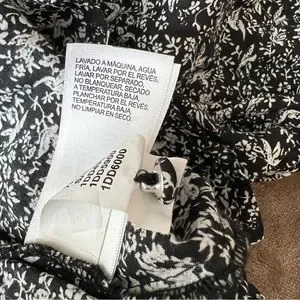 LAVADO A MÁQUINA, AGUA
FRÍA, LAVAR POR EL REVÉS,
LAVAR POR SEPARADO
NO BLANQUEAR, SECADO
A TEMPERATURA BAJA,
PLANCHAR POR EL REVÉS
A TEMPERATURA BAJA,
NO LIMPIAR EN SECO.
1DD6000